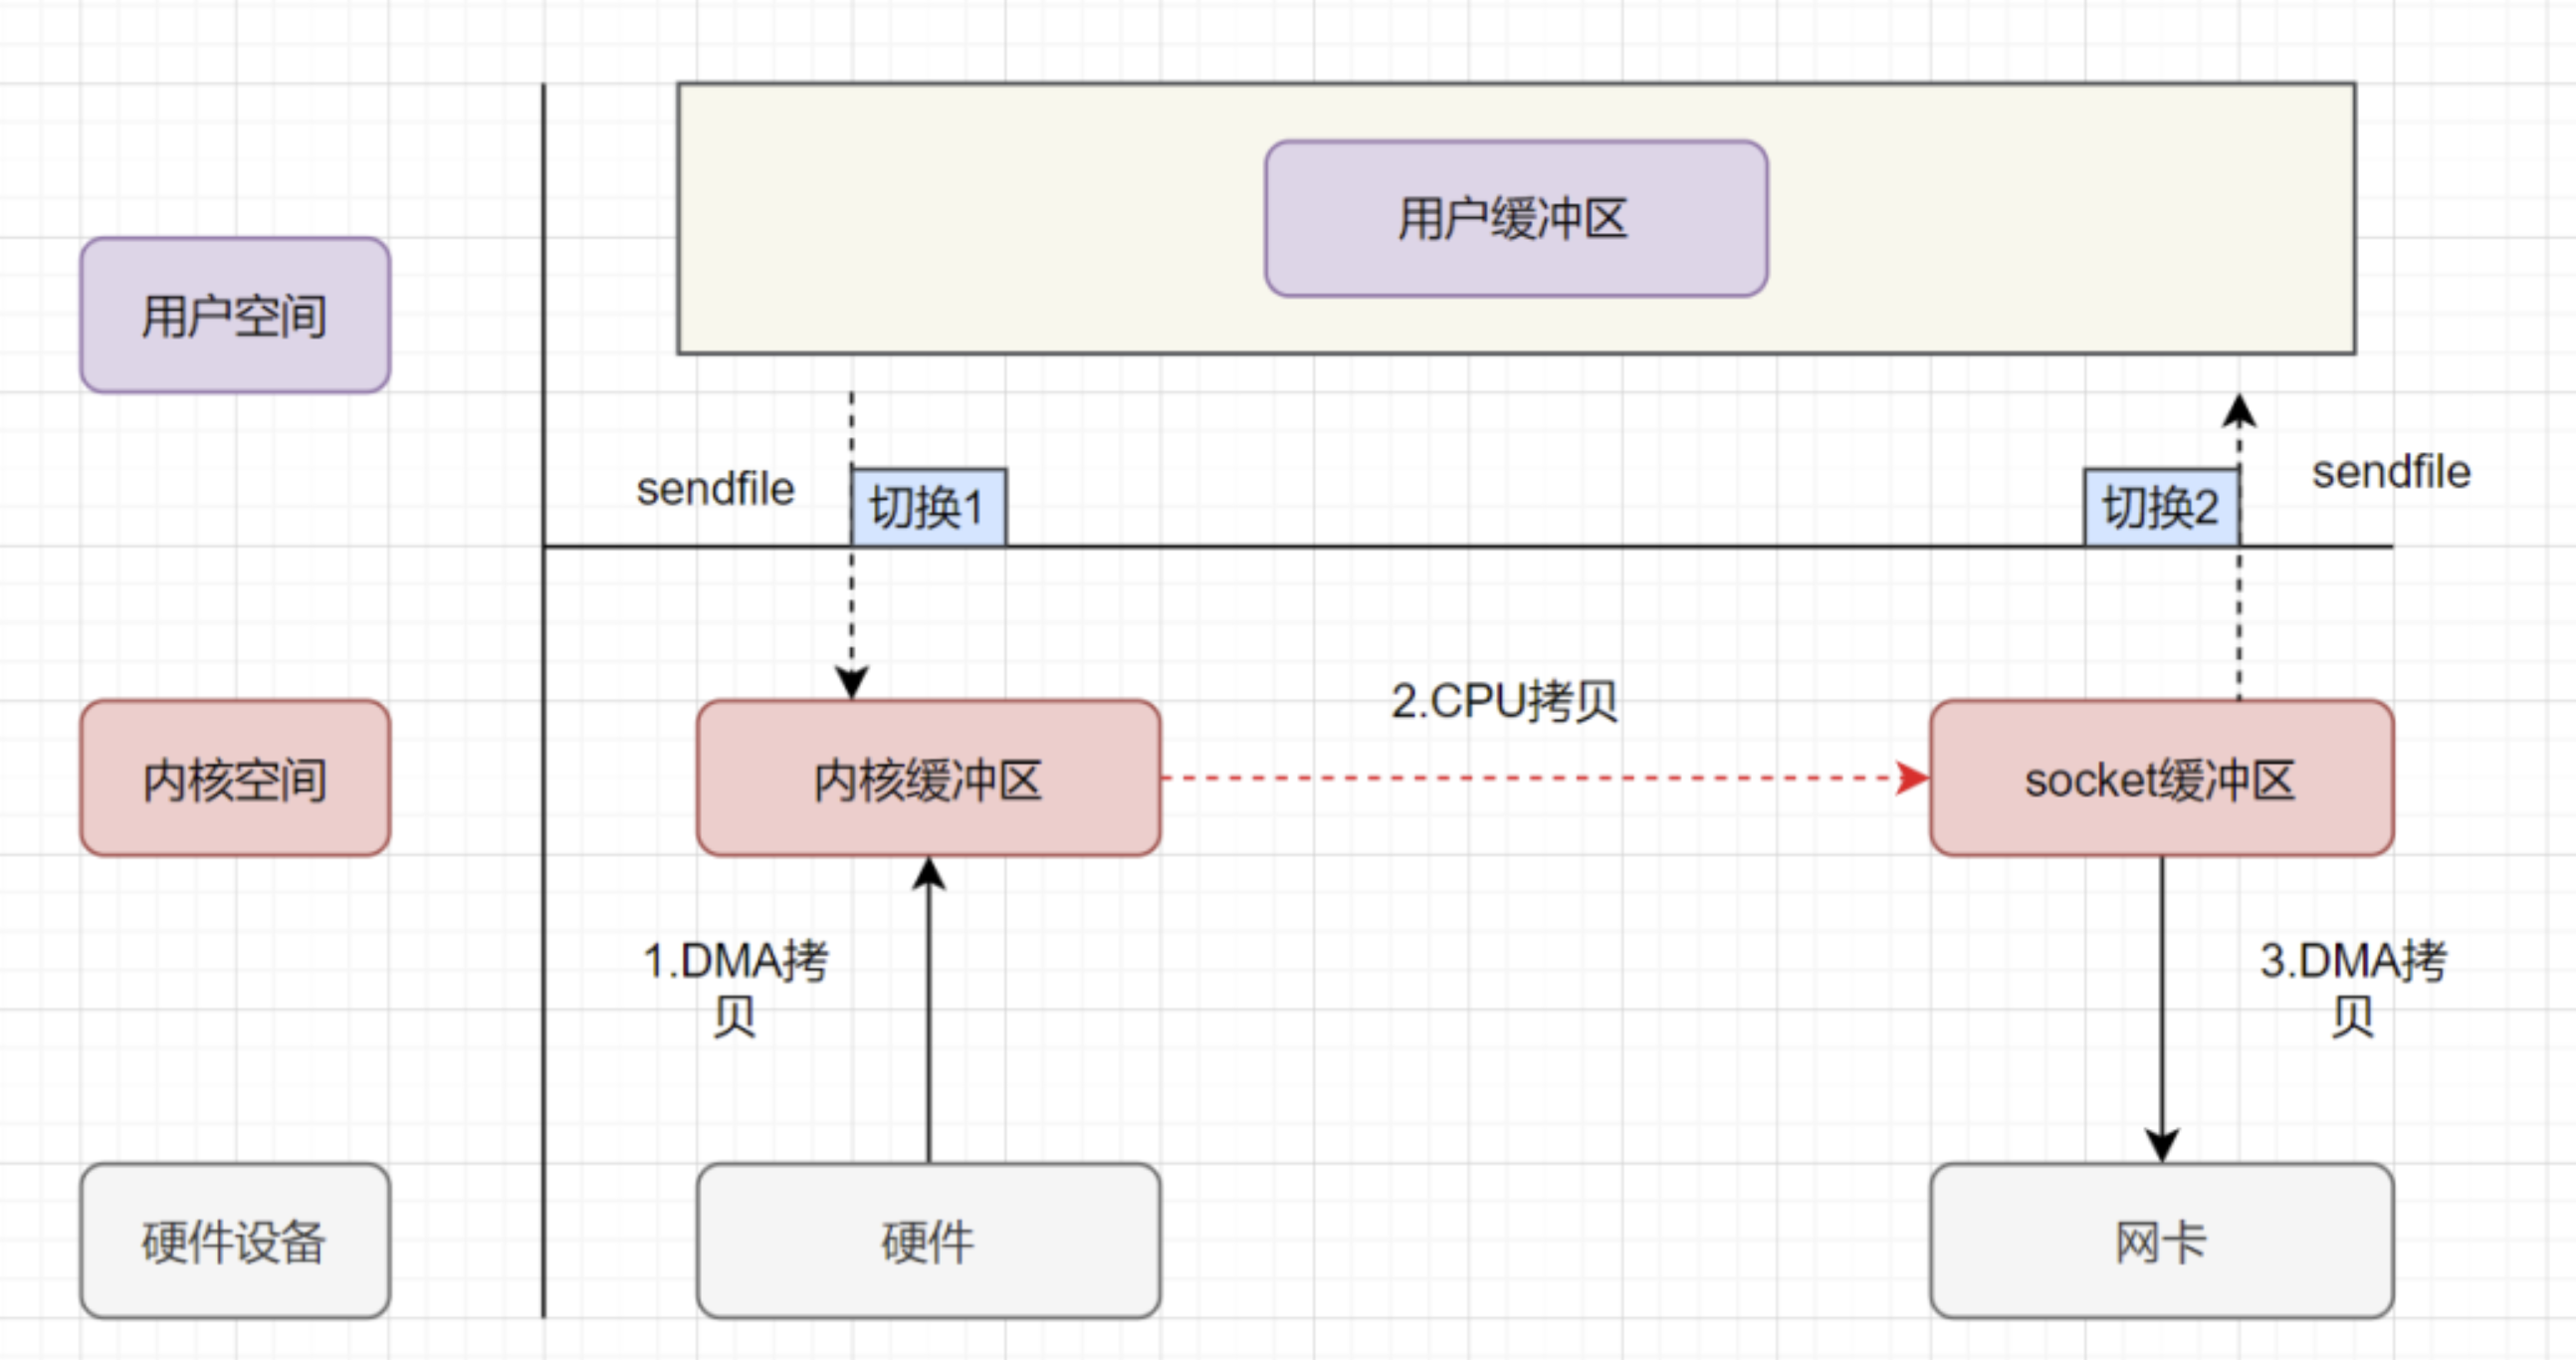 用户缓冲区
用户空间
sendfile
切换1
切换2
sendfile
2.CPU拷贝
内核空间
内核缓冲区
socket缓冲区
1.DMA拷
贝
3.DMA拷
贝
硬件设备
硬件
网卡